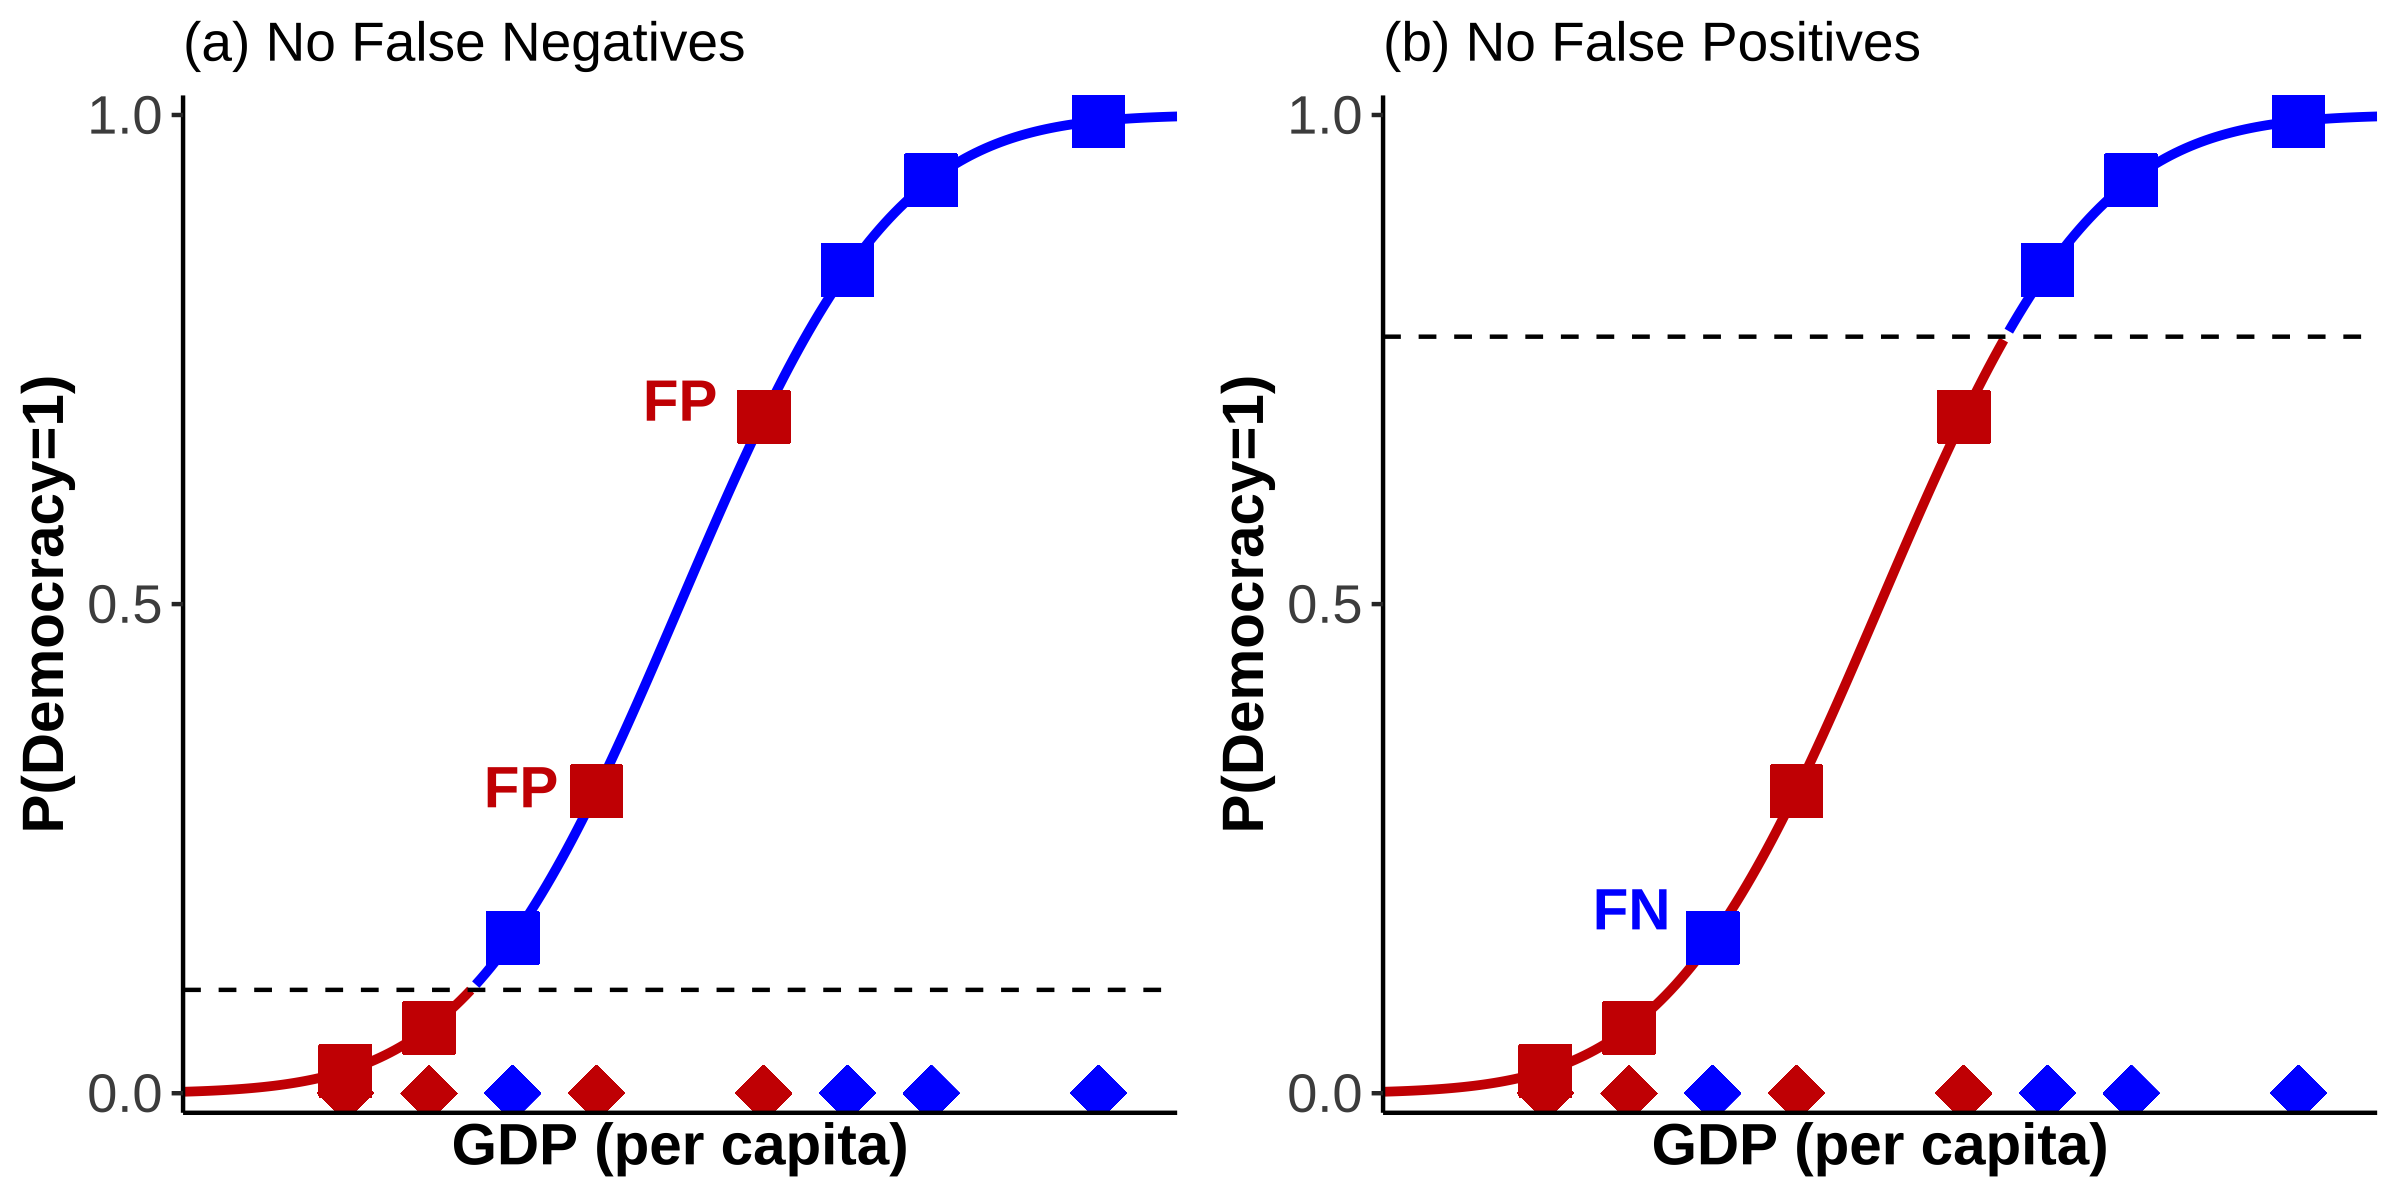 (a) No False Negatives
P(Democracy=1)
1.0
0.5
0.0
FP
FP
GDP (per capita)
(b) No False Positives
P(Democracy=1)
1.0
0.5
0.0
FN
GDP (per capita)